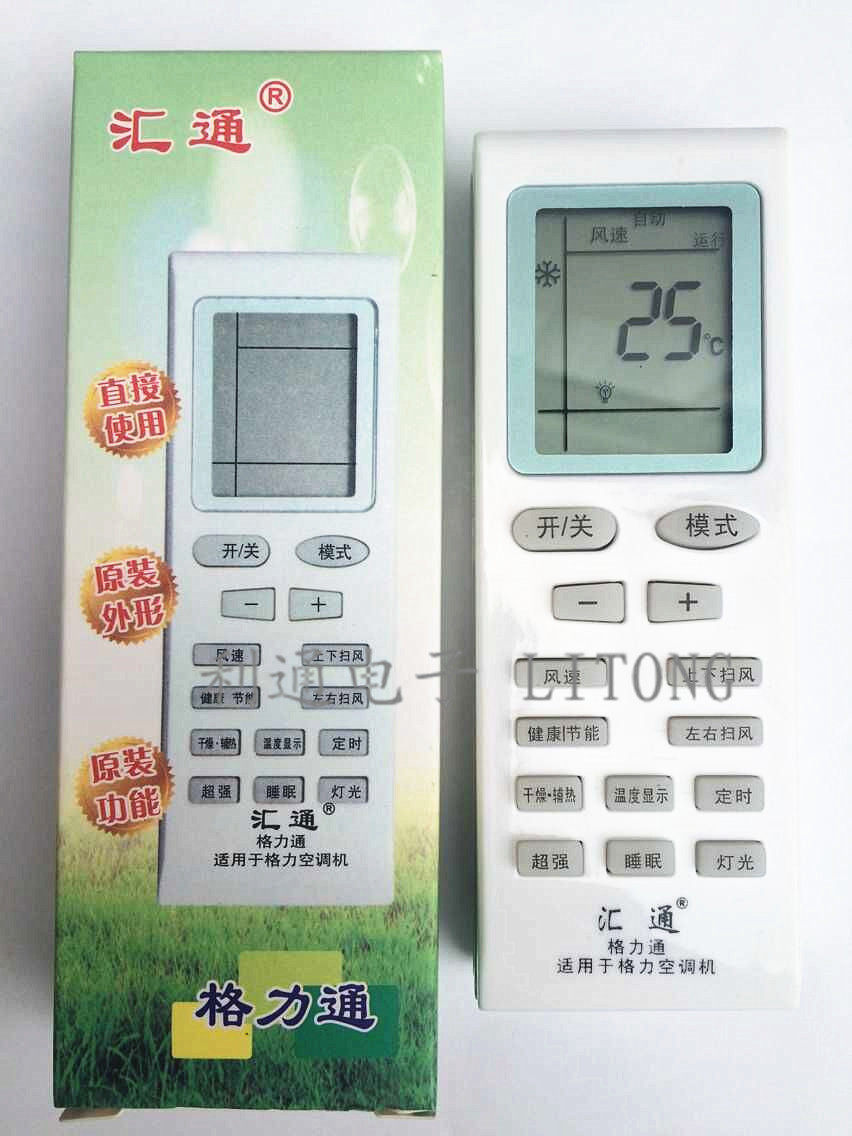 汇通®
直接
使用
原装
外形
原装
功能
开/关 模式
- +
风速 上下扫风
健康 节能 左右扫风
干燥·辅热 温度显示 定时
超强 睡眠 灯光
汇通®
格力通
适用于格力空调机
格力通
自动
风速 运行
25℃
开/关 模式
- +
风速 上下扫风
健康|节能 左右扫风
干燥·辅热 温度显示 定时
超强 睡眠 灯光
汇通®
格力通
适用于格力空调机
利通电子 LITONG